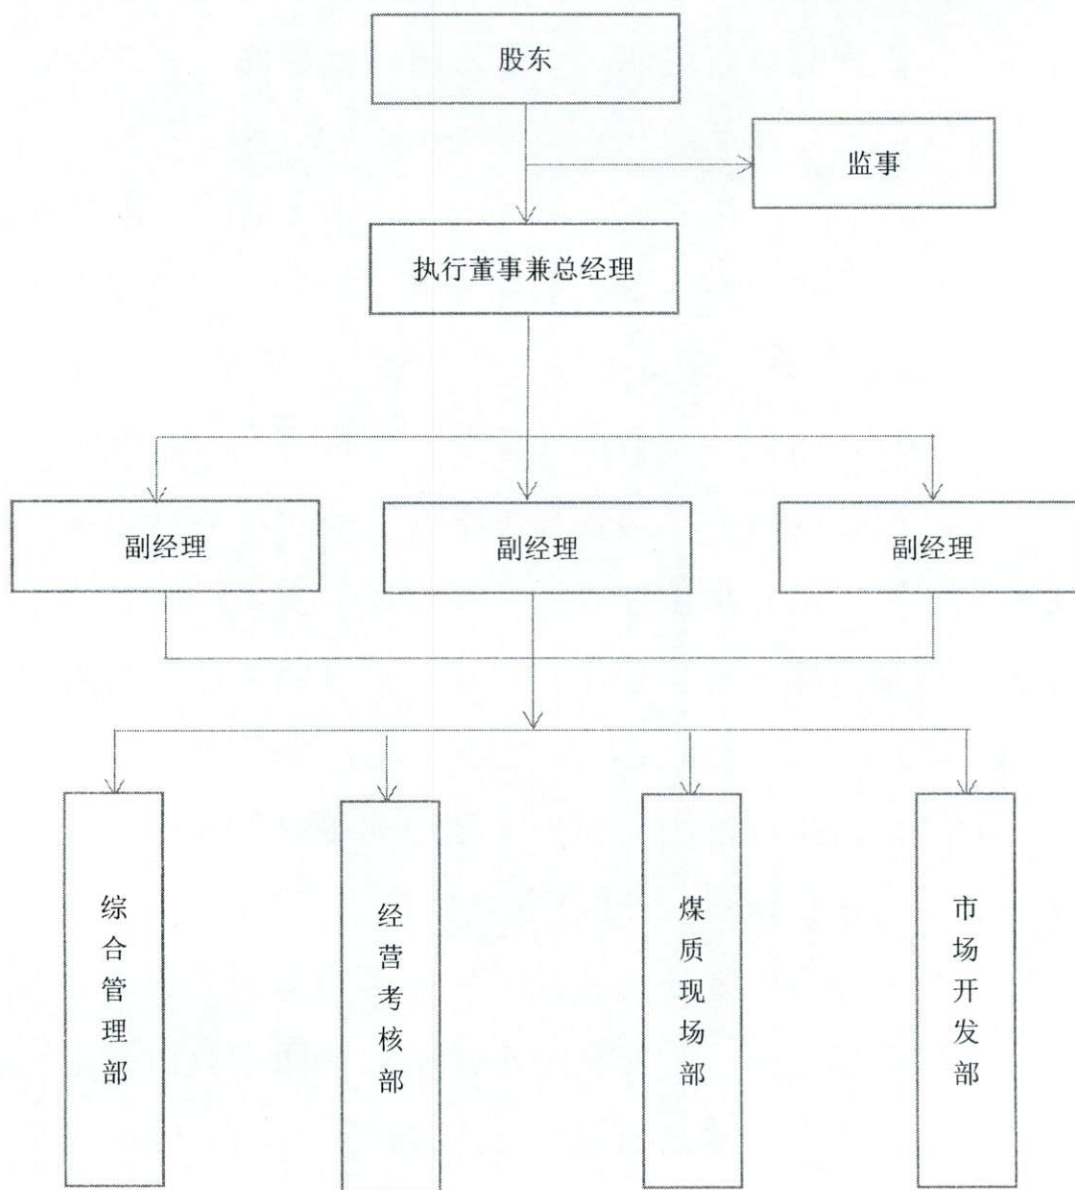 股东
监事
执行董事兼总经理
副经理
副经理
副经理
综合管理部
经营考核部
煤质现场部
市场开发部